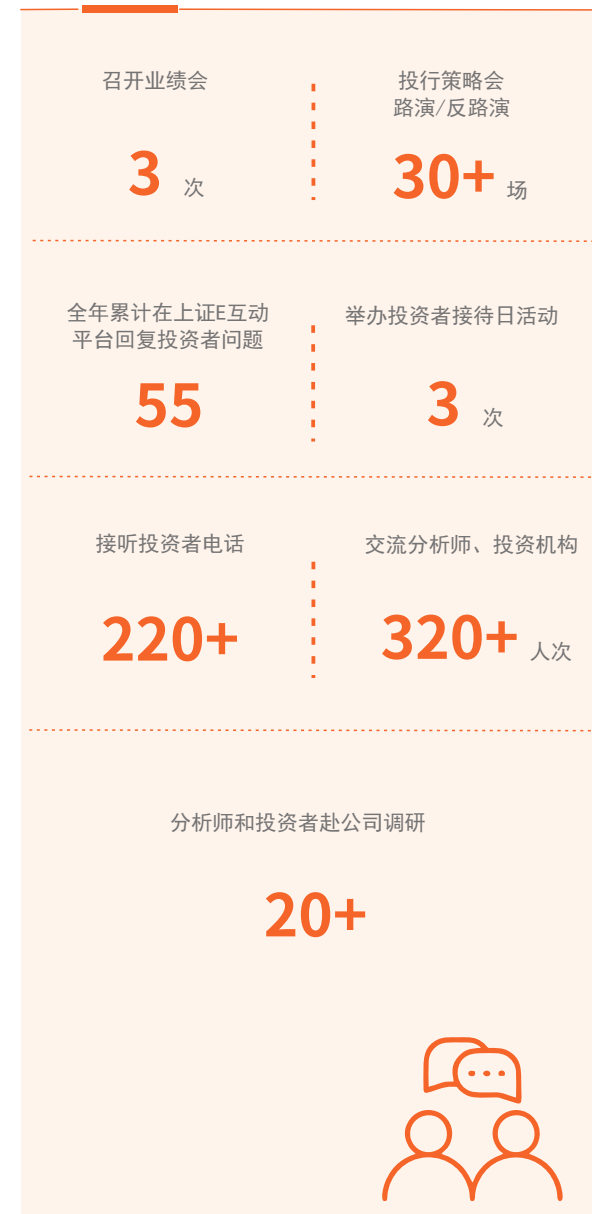 召开业绩会
3 次
投行策略会
路演/反路演
30+ 场
全年累计在上证E互动
平台回复投资者问题
55
举办投资者接待日活动
3 次
接听投资者电话
220+
交流分析师、投资机构
320+ 人次
分析师和投资者赴公司调研
20+